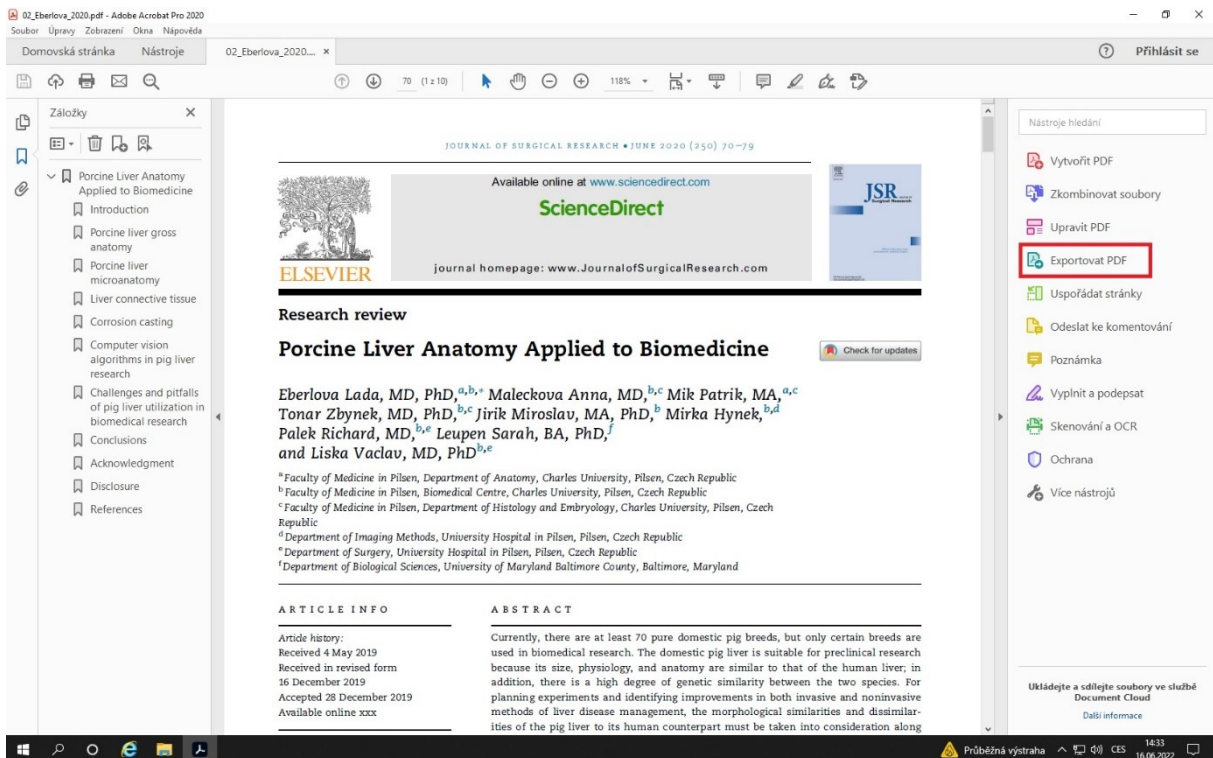 02_Eberlova_2020.pdf - Adobe Acrobat Pro 2020
Soubor Úpravy Zobrazení Okna Nápověda
Domovská stránka Nástroje 02_Eberlova_2020.... ×
Přihlásit se
70 (1 z 10) 118%
Záložky
Porcine Liver Anatomy
Applied to Biomedicine
Introduction
Porcine liver gross
anatomy
Porcine liver
microanatomy
Liver connective tissue
Corrosion casting
Computer vision
algorithms in pig liver
research
Challenges and pitfalls
of pig liver utilization in
biomedical research
Conclusions
Acknowledgment
Disclosure
References
JOURNAL OF SURGICAL RESEARCH • JUNE 2020 (250) 70–79
Available online at www.sciencedirect.com
ScienceDirect
journal homepage: www.JournalofSurgicalResearch.com
ELSEVIER
JSR
Research review
Porcine Liver Anatomy Applied to Biomedicine
Check for updates
Eberlova Lada, MD, PhD,a,b,* Maleckova Anna, MD,b,c Mik Patrik, MA,a,c
Tonar Zbynek, MD, PhD,b,c Jirik Miroslav, MA, PhD,b Mirka Hynek,b,d
Palek Richard, MD,b,e Leupen Sarah, BA, PhD,f
and Liska Vaclav, MD, PhDb,e
a Faculty of Medicine in Pilsen, Department of Anatomy, Charles University, Pilsen, Czech Republic
b Faculty of Medicine in Pilsen, Biomedical Centre, Charles University, Pilsen, Czech Republic
c Faculty of Medicine in Pilsen, Department of Histology and Embryology, Charles University, Pilsen, Czech
Republic
d Department of Imaging Methods, University Hospital in Pilsen, Pilsen, Czech Republic
e Department of Surgery, University Hospital in Pilsen, Pilsen, Czech Republic
f Department of Biological Sciences, University of Maryland Baltimore County, Baltimore, Maryland
ARTICLE INFO
Article history:
Received 4 May 2019
Received in revised form
16 December 2019
Accepted 28 December 2019
Available online xxx
ABSTRACT
Currently, there are at least 70 pure domestic pig breeds, but only certain breeds are
used in biomedical research. The domestic pig liver is suitable for preclinical research
because its size, physiology, and anatomy are similar to that of the human liver; in
addition, there is a high degree of genetic similarity between the two species. For
planning experiments and identifying improvements in both invasive and noninvasive
methods of liver disease management, the morphological similarities and dissimilar-
ities of the pig liver to its human counterpart must be taken into consideration along
Nástroje hledání
Vytvořit PDF
Zkombinovat soubory
Upravit PDF
Exportovat PDF
Uspořádat stránky
Odeslat ke komentování
Poznámka
Vyplnit a podepsat
Skenování a OCR
Ochrana
Více nástrojů
Ukládejte a sdílejte soubory ve službě
Document Cloud
Další informace
Průběžná výstraha CES 14:33
16.06.2022